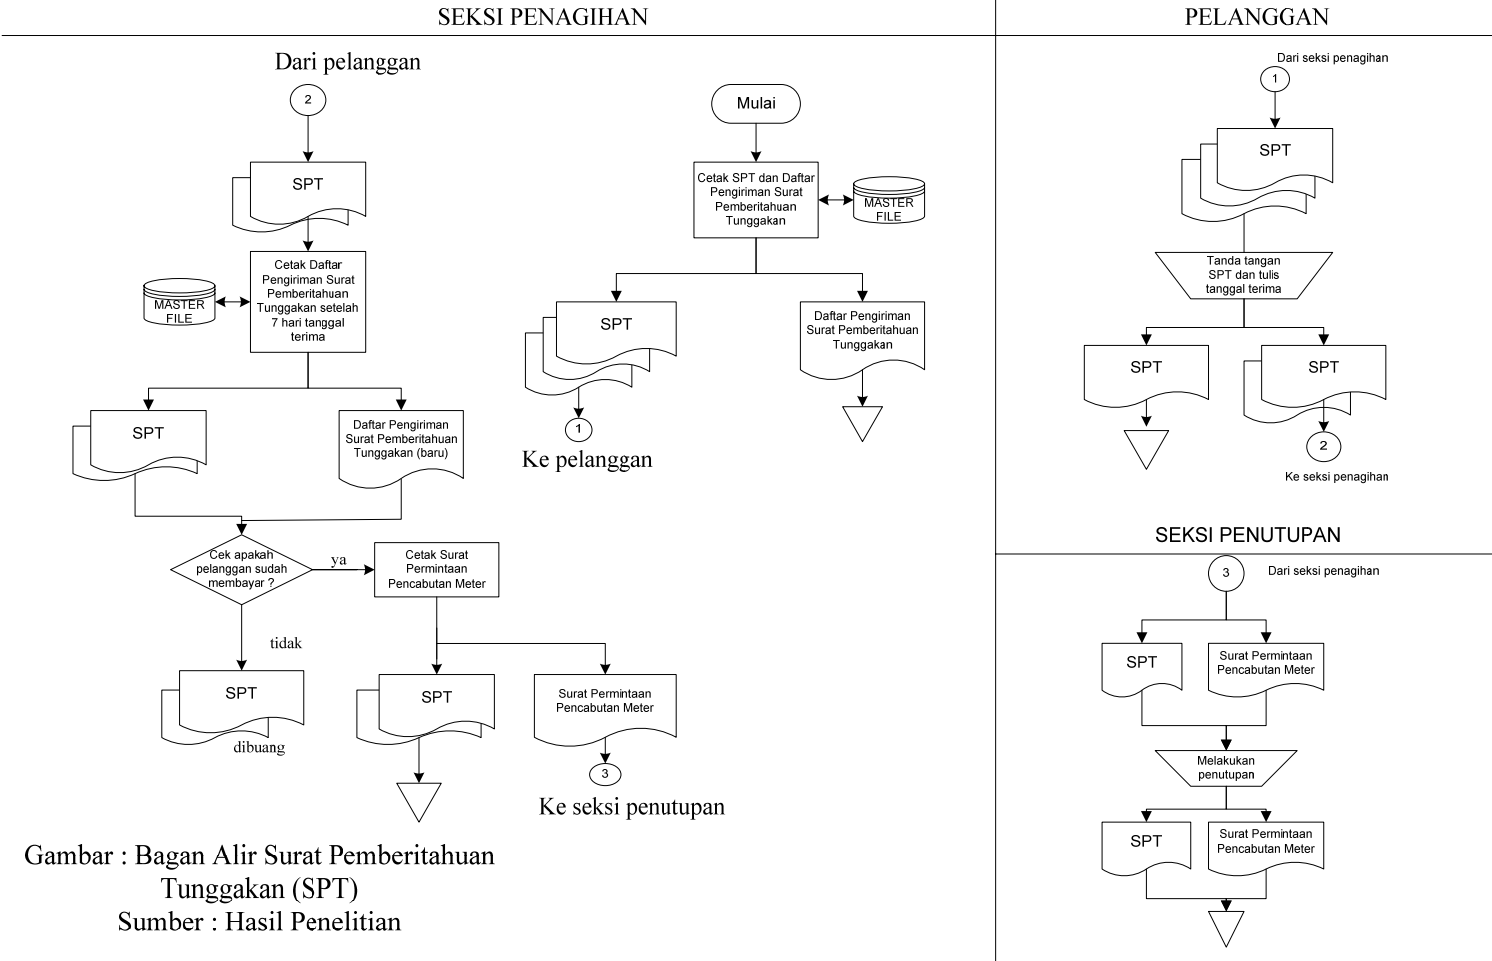 SEKSI PENAGIHAN
Dari pelanggan
2
SPT
Cetak Daftar
Pengiriman Surat
Pemberitahuan
Tunggakan setelah
7 hari tanggal
terima
MASTER
FILE
SPT
Daftar Pengiriman
Surat Pemberitahuan
Tunggakan (baru)
Cek apakah
pelanggan sudah
membayar ?
ya
Cetak Surat
Permintaan
Pencabutan Meter
tidak
SPT
dibuang
SPT
Surat Permintaan
Pencabutan Meter
3
Ke seksi penutupan
Mulai
Cetak SPT dan Daftar
Pengiriman Surat
Pemberitahuan
Tunggakan
MASTER
FILE
SPT
1
Ke pelanggan
Daftar Pengiriman
Surat Pemberitahuan
Tunggakan
Gambar : Bagan Alir Surat Pemberitahuan
Tunggakan (SPT)
Sumber : Hasil Penelitian
PELANGGAN
Dari seksi penagihan
1
SPT
Tanda tangan
SPT dan tulis
tanggal terima
SPT
SPT
2
Ke seksi penagihan
SEKSI PENUTUPAN
3
Dari seksi penagihan
SPT
Surat Permintaan
Pencabutan Meter
Melakukan
penutupan
SPT
Surat Permintaan
Pencabutan Meter